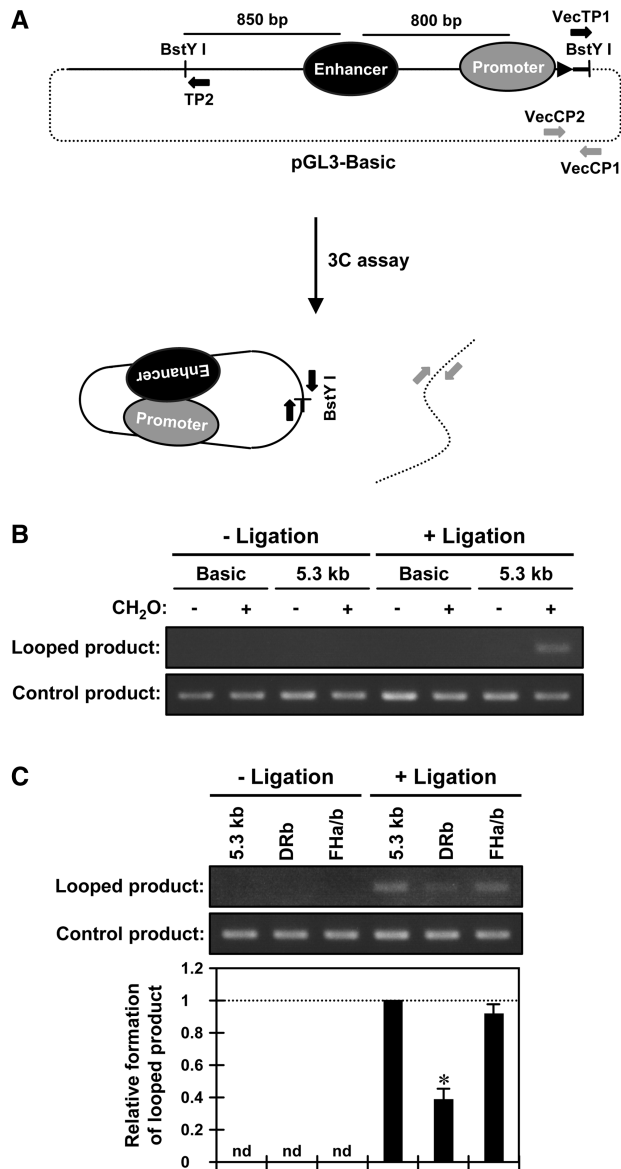 A
850 bp
800 bp
VecTP1
BstY I
BstY I
Enhancer
Promoter
TP2
VecCP2
pGL3-Basic
VecCP1
3C assay
Enhancer
Promoter
BstY I
B
- Ligation + Ligation
Basic 5.3 kb Basic 5.3 kb
CH2O: - + - + - + - +
Looped product:
Control product:
C
- Ligation + Ligation
5.3 kb DRb FHa/b 5.3 kb DRb FHa/b
Looped product:
Control product:
Relative formation
of looped product
1.2
1
0.8
0.6
0.4
0.2
0
nd nd nd
*